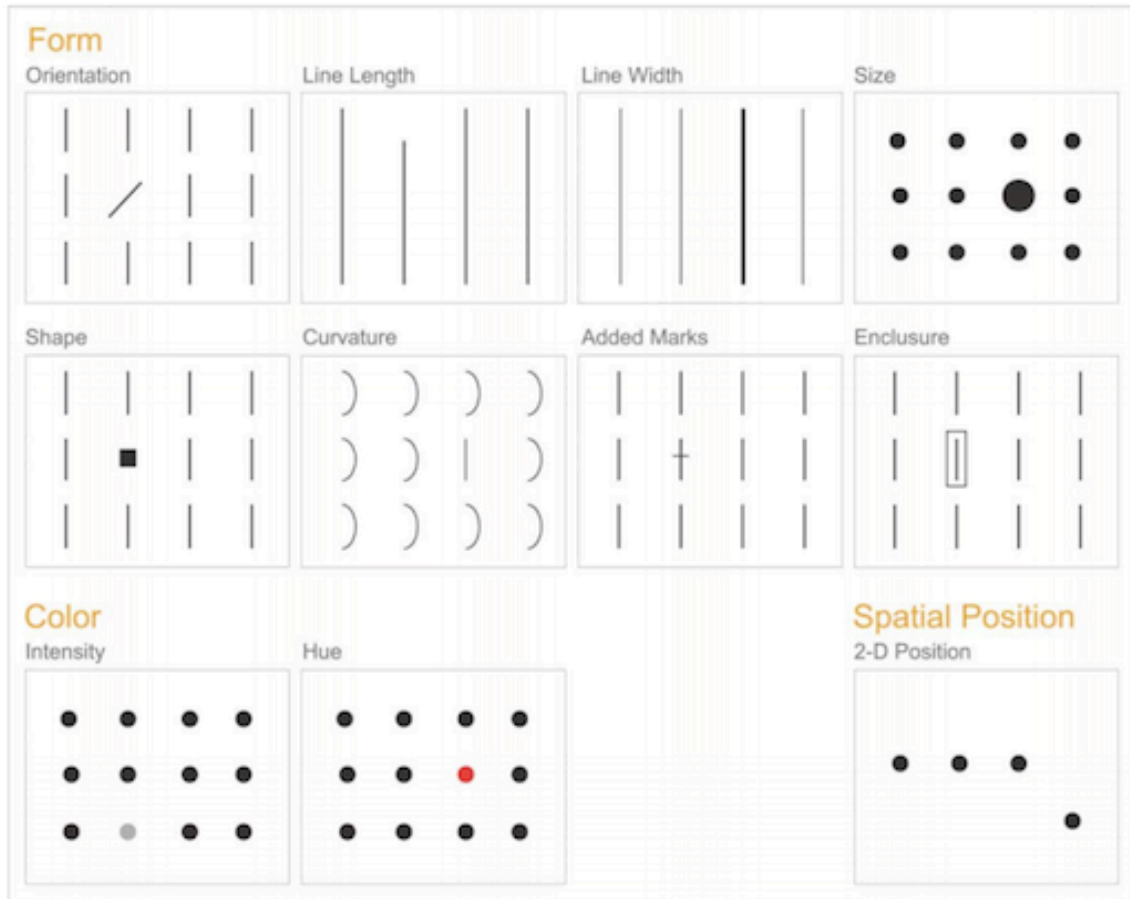 Form
Orientation
Line Length
Line Width
Size
Shape
Curvature
Added Marks
Enclusure
Color
Spatial Position
Intensity
Hue
2-D Position